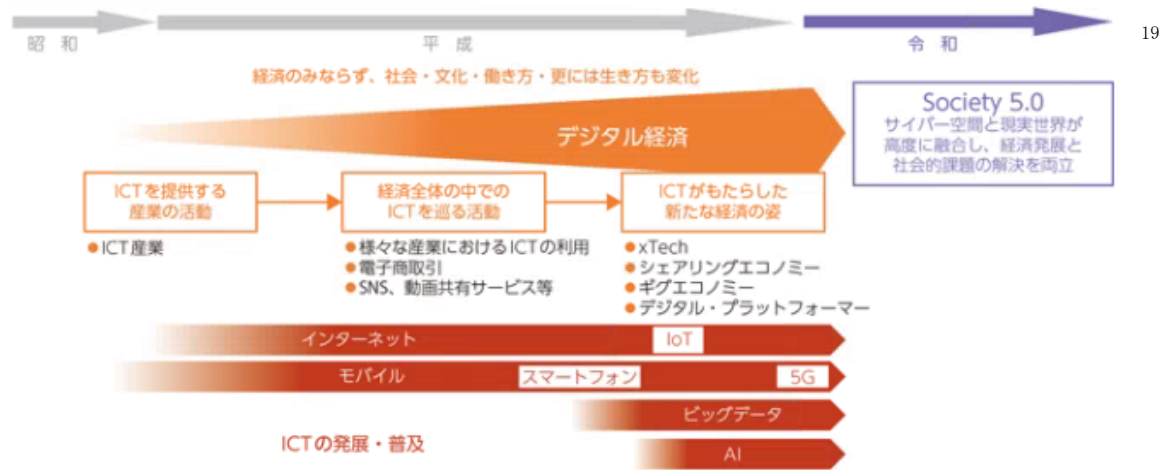 昭 和
平 成
令 和
19
経済のみならず、社会・文化・働き方・更には生き方も変化
デジタル経済
Society 5.0
サイバー空間と現実世界が
高度に融合し、経済発展と
社会的課題の解決を両立
ICTを提供する
産業の活動
経済全体の中での
ICTを巡る活動
ICTがもたらした
新たな経済の姿
●ICT産業
●様々な産業におけるICTの利用
●電子商取引
●SNS、動画共有サービス等
●xTech
●シェアリングエコノミー
●ギグエコノミー
●デジタル・プラットフォーマー
インターネット
IoT
モバイル
スマートフォン
5G
ビッグデータ
AI
ICTの発展・普及